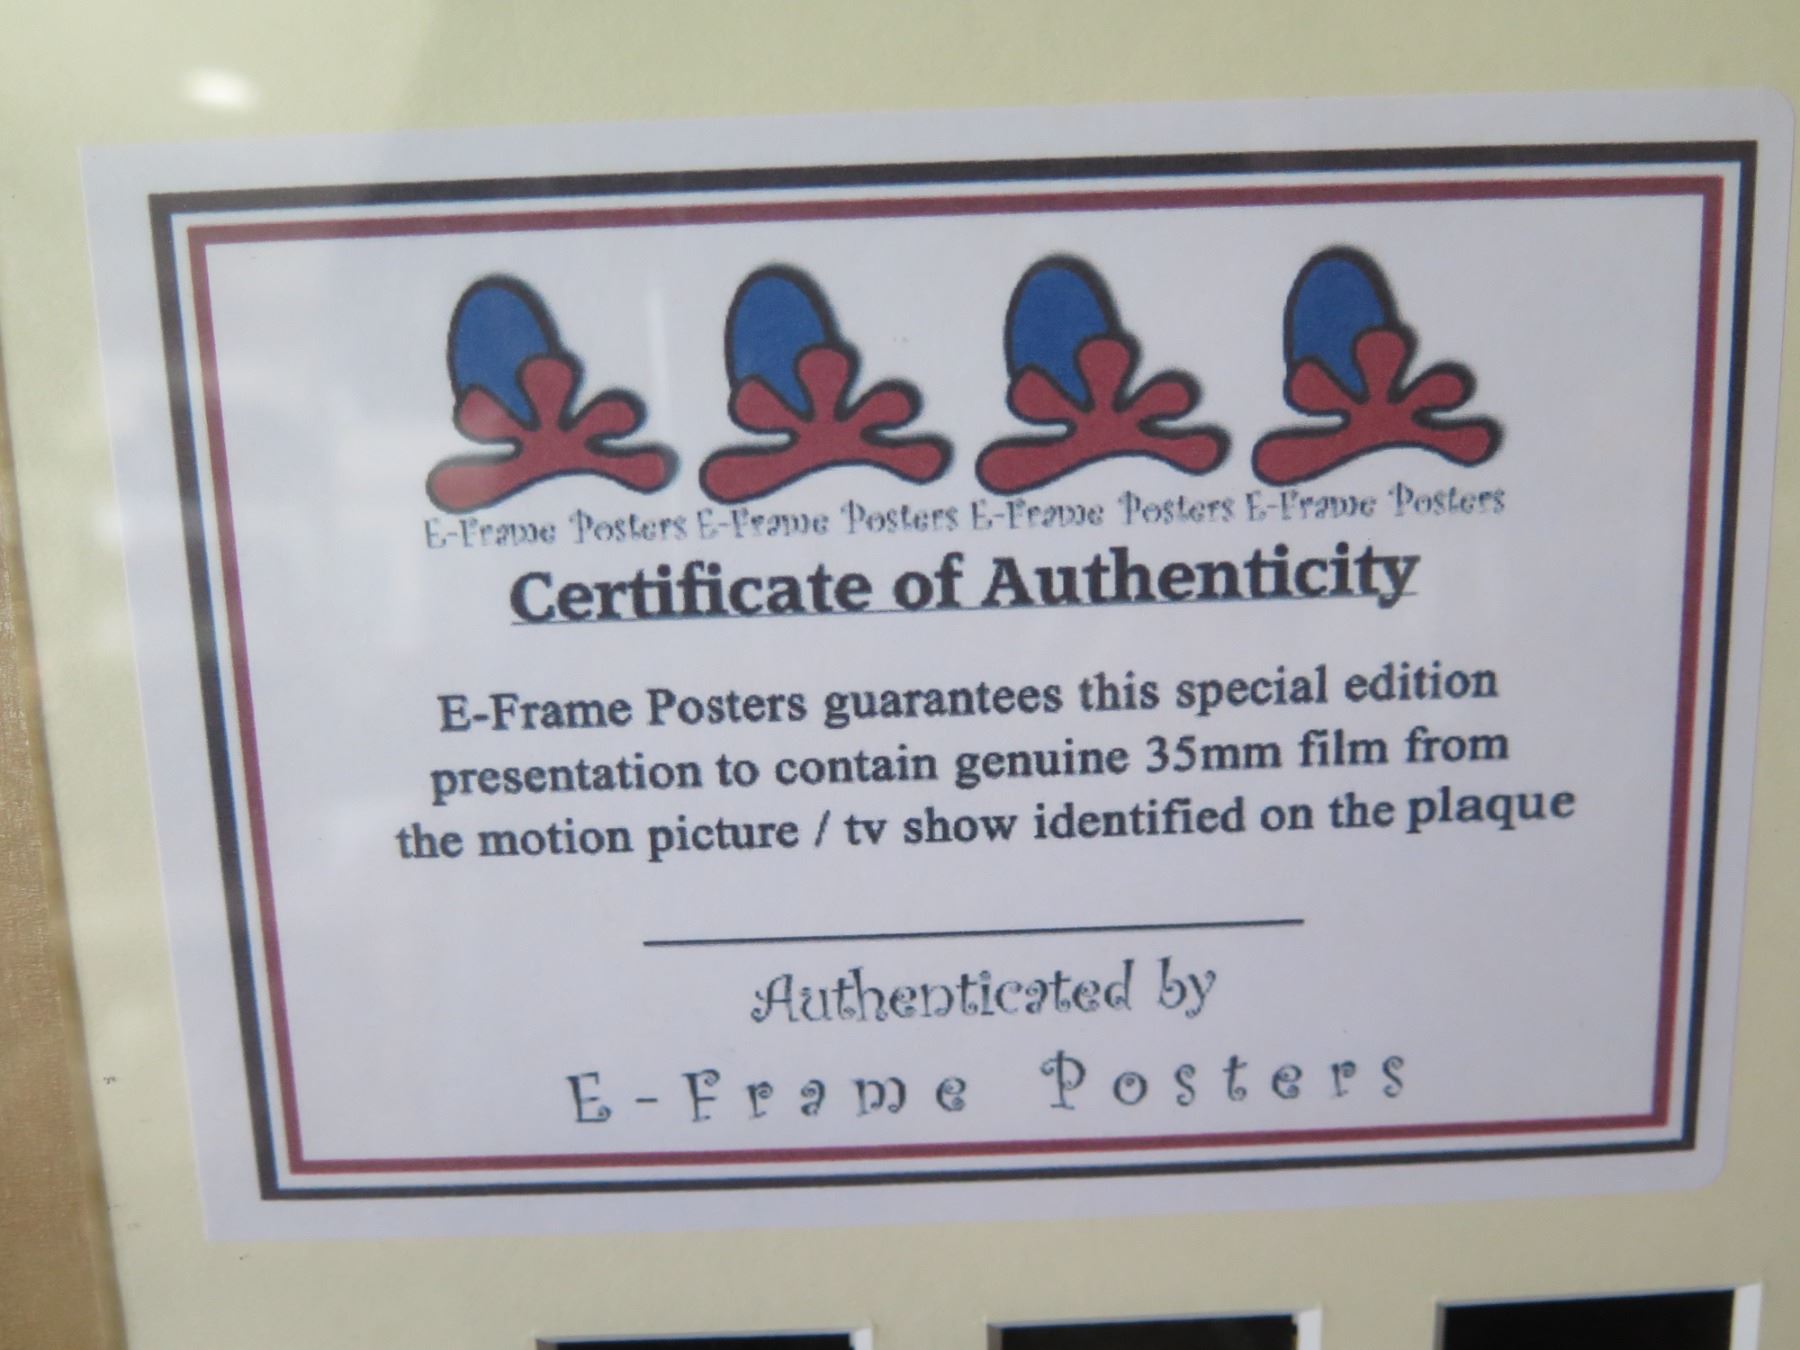 E-Frame Posters E-Frame Posters E-Frame Posters E-Frame Posters
Certificate of Authenticity
E-Frame Posters guarantees this special edition
presentation to contain genuine 35mm film from
the motion picture / tv show identified on the plaque
Authenticated by
E-Frame Posters